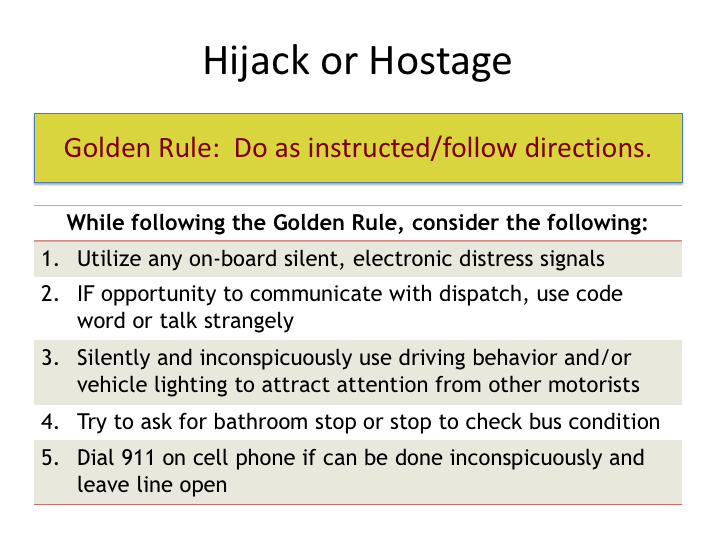 Hijack or Hostage
Golden Rule:  Do as instructed/follow directions.
While following the Golden Rule, consider the following:
1. Utilize any on-board silent, electronic distress signals
2. IF opportunity to communicate with dispatch, use code
word or talk strangely
3. Silently and inconspicuously use driving behavior and/or
vehicle lighting to attract attention from other motorists
4. Try to ask for bathroom stop or stop to check bus condition
5. Dial 911 on cell phone if can be done inconspicuously and
leave line open